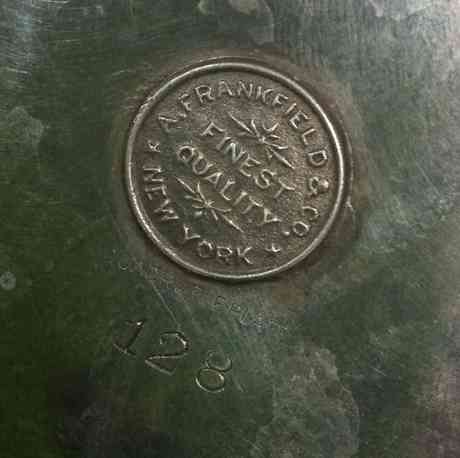 A. FRANKFIELD & CO.
FINEST
QUALITY.
NEW YORK
128